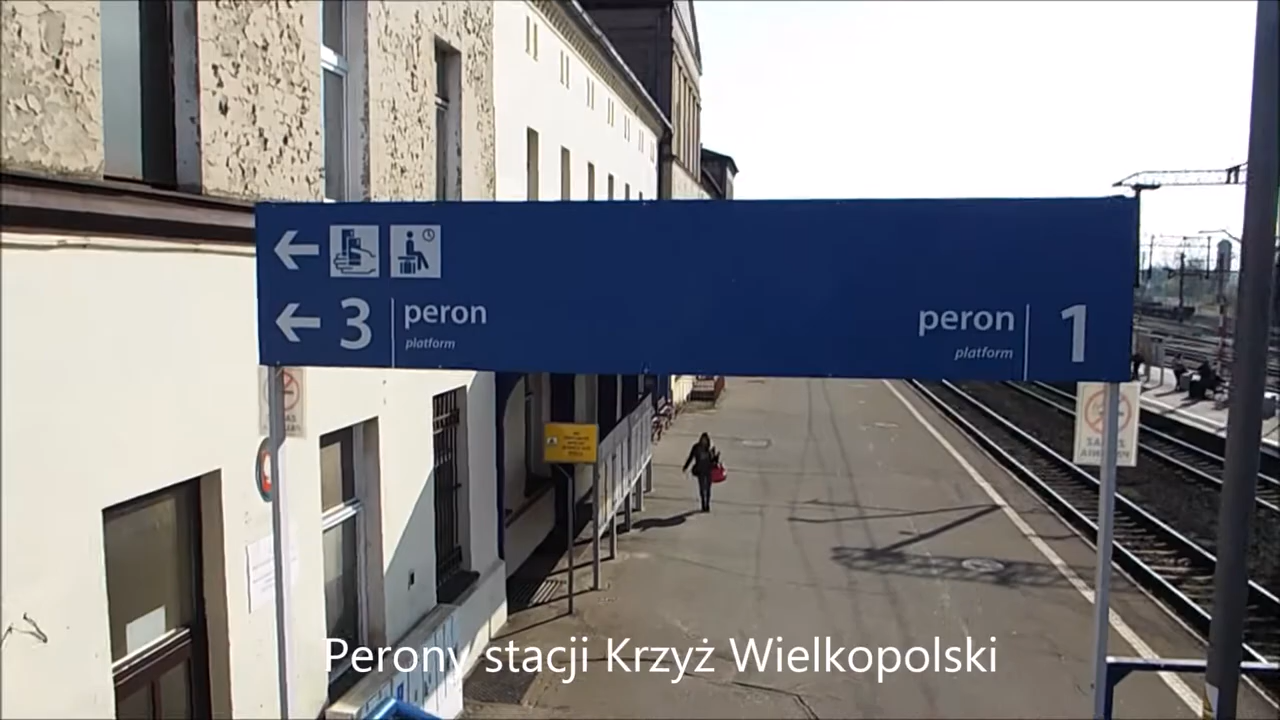 3 peron
platform
peron 1
platform
Perony stacji Krzyż Wielkopolski